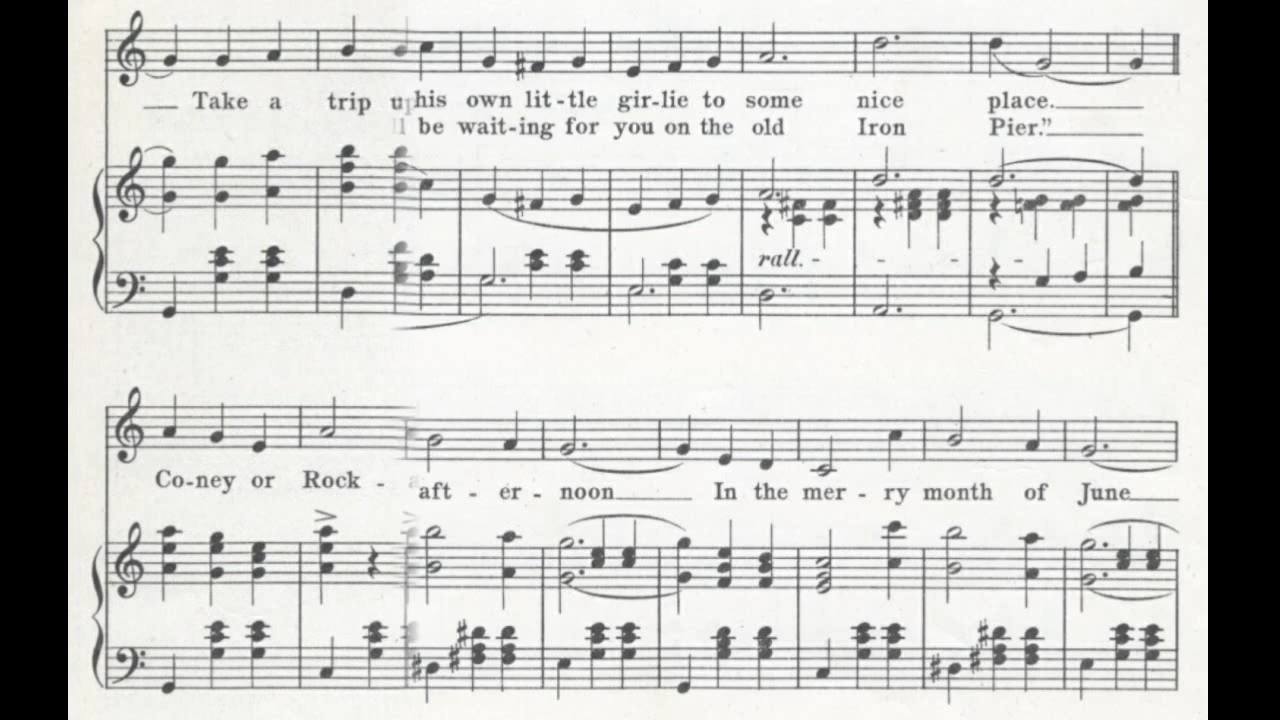 Take a trip his own lit-tle gir-lie to some nice place.
be wait-ing for you on the old Iron Pier."
rall. - - - -
Co-ney or Rock - aft - er - noon In the mer - ry month of June